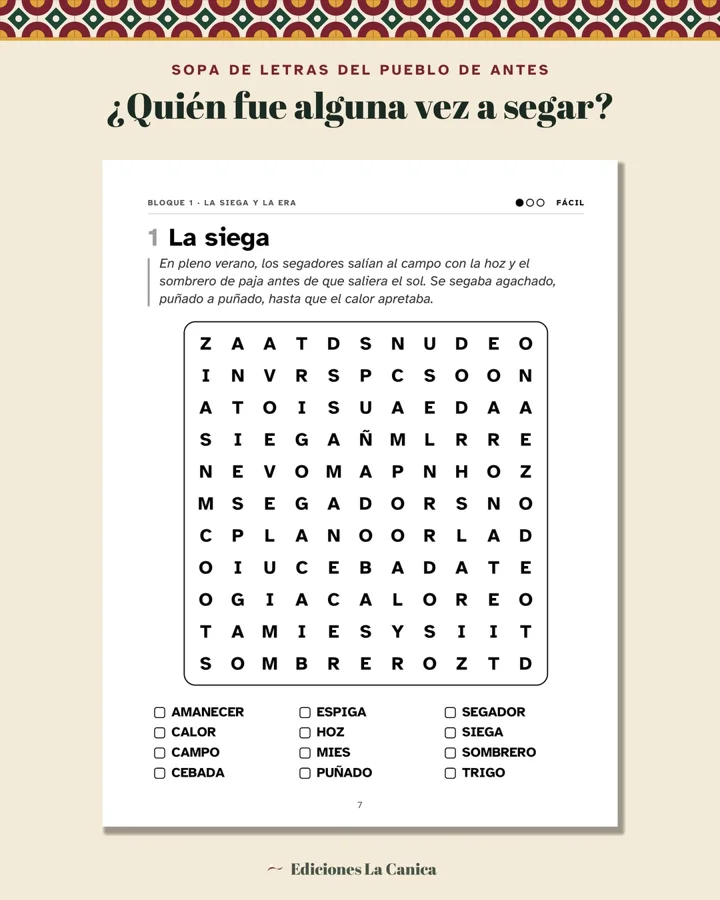 SOPA DE LETRAS DEL PUEBLO DE ANTES
¿Quién fue alguna vez a segar?
BLOQUE 1 · LA SIEGA Y LA ERA
FÁCIL
1 La siega
En pleno verano, los segadores salían al campo con la hoz y el
sombrero de paja antes de que saliera el sol. Se segaba agachado,
puñado a puñado, hasta que el calor apretaba.
Z A A T D S N U D E O
I N V R S P C S O O N
A T O I S U A E D A A
S I E G A Ñ M L R R E
N E V O M A P N H O Z
M S E G A D O R S N O
C P L A N O O R L A D
O I U C E B A D A T E
O G I A C A L O R E O
T A M I E S Y S I I T
S O M B R E R O Z T D
AMANECER
CALOR
CAMPO
CEBADA
ESPIGA
HOZ
MIES
PUÑADO
SEGADOR
SIEGA
SOMBRERO
TRIGO
7
Ediciones La Canica